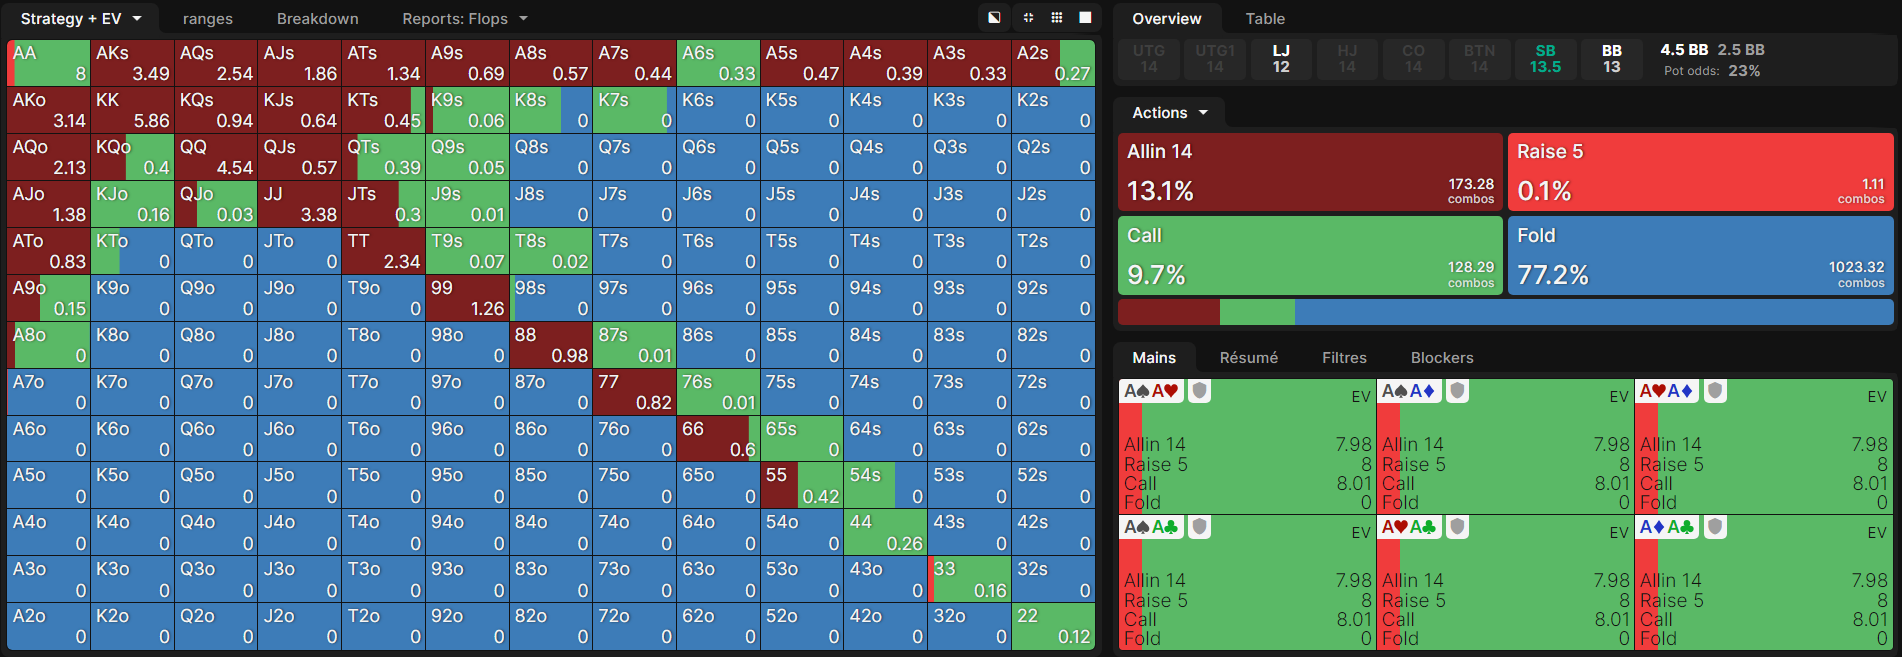 Strategy + EV ranges Breakdown Reports: Flops
AA AKs AQs AJs ATs A9s A8s A7s A6s A5s A4s A3s A2s
8 3.49 2.54 1.86 1.34 0.69 0.57 0.44 0.33 0.47 0.39 0.33 0.27
AKo KK KQs KJs KTs K9s K8s K7s K6s K5s K4s K3s K2s
3.14 5.86 0.94 0.64 0.45 0.06 0 0 0 0 0 0 0
AQo KQo QQ QJs QTs Q9s Q8s Q7s Q6s Q5s Q4s Q3s Q2s
2.13 0.4 4.54 0.57 0.39 0.05 0 0 0 0 0 0 0
AJo KJo QJo JJ JTs J9s J8s J7s J6s J5s J4s J3s J2s
1.38 0.16 0.03 3.38 0.3 0.01 0 0 0 0 0 0 0
ATo KTo QTo JTo TT T9s T8s T7s T6s T5s T4s T3s T2s
0.83 0 0 0 2.34 0.07 0.02 0 0 0 0 0 0
A9o K9o Q9o J9o T9o 99 98s 97s 96s 95s 94s 93s 92s
0.15 0 0 0 0 1.26 0 0 0 0 0 0 0
A8o K8o Q8o J8o T8o 98o 88 87s 86s 85s 84s 83s 82s
0 0 0 0 0 0 0.98 0.01 0 0 0 0 0
A7o K7o Q7o J7o T7o 97o 87o 77 76s 75s 74s 73s 72s
0 0 0 0 0 0 0 0.82 0.01 0 0 0 0
A6o K6o Q6o J6o T6o 96o 86o 76o 66 65s 64s 63s 62s
0 0 0 0 0 0 0 0 0.6 0 0 0 0
A5o K5o Q5o J5o T5o 95o 85o 75o 65o 55 54s 53s 52s
0 0 0 0 0 0 0 0 0 0.42 0 0 0
A4o K4o Q4o J4o T4o 94o 84o 74o 64o 54o 44 43s 42s
0 0 0 0 0 0 0 0 0 0 0.26 0 0
A3o K3o Q3o J3o T3o 93o 83o 73o 63o 53o 43o 33 32s
0 0 0 0 0 0 0 0 0 0 0 0.16 0
A2o K2o Q2o J2o T2o 92o 82o 72o 62o 52o 42o 32o 22
0 0 0 0 0 0 0 0 0 0 0 0 0.12
Overview Table
UTG UTG1 LJ HJ CO BTN SB BB 4.5 BB 2.5 BB
14 14 12 14 14 14 13.5 13 Pot odds: 23%
Actions
Allin 14 Raise 5
13.1% 173.28 combos 0.1% 1.11 combos
Call Fold
9.7% 128.29 combos 77.2% 1023.32 combos
Mains Résumé Filtres Blockers
A♠A♥ EV A♠A♦ EV A♥A♦ EV
Allin 14 7.98 Allin 14 7.98 Allin 14 7.98
Raise 5 8 Raise 5 8 Raise 5 8
Call 8.01 Call 8.01 Call 8.01
Fold 0 Fold 0 Fold 0
A♠A♣ EV A♥A♣ EV A♦A♣ EV
Allin 14 7.98 Allin 14 7.98 Allin 14 7.98
Raise 5 8 Raise 5 8 Raise 5 8
Call 8.01 Call 8.01 Call 8.01
Fold 0 Fold 0 Fold 0